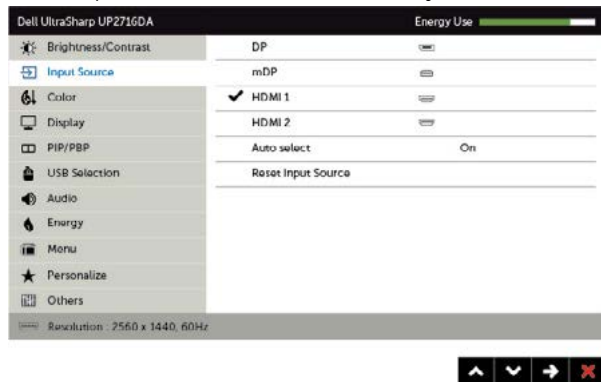 Dell UltraSharp UP2716DA Energy Use
Brightness/Contrast DP
Input Source mDP
Color HDMI 1
Display HDMI 2
PIP/PBP Auto select On
USB Selection Reset Input Source
Audio
Energy
Menu
Personalize
Others
Resolution : 2560 x 1440, 60Hz